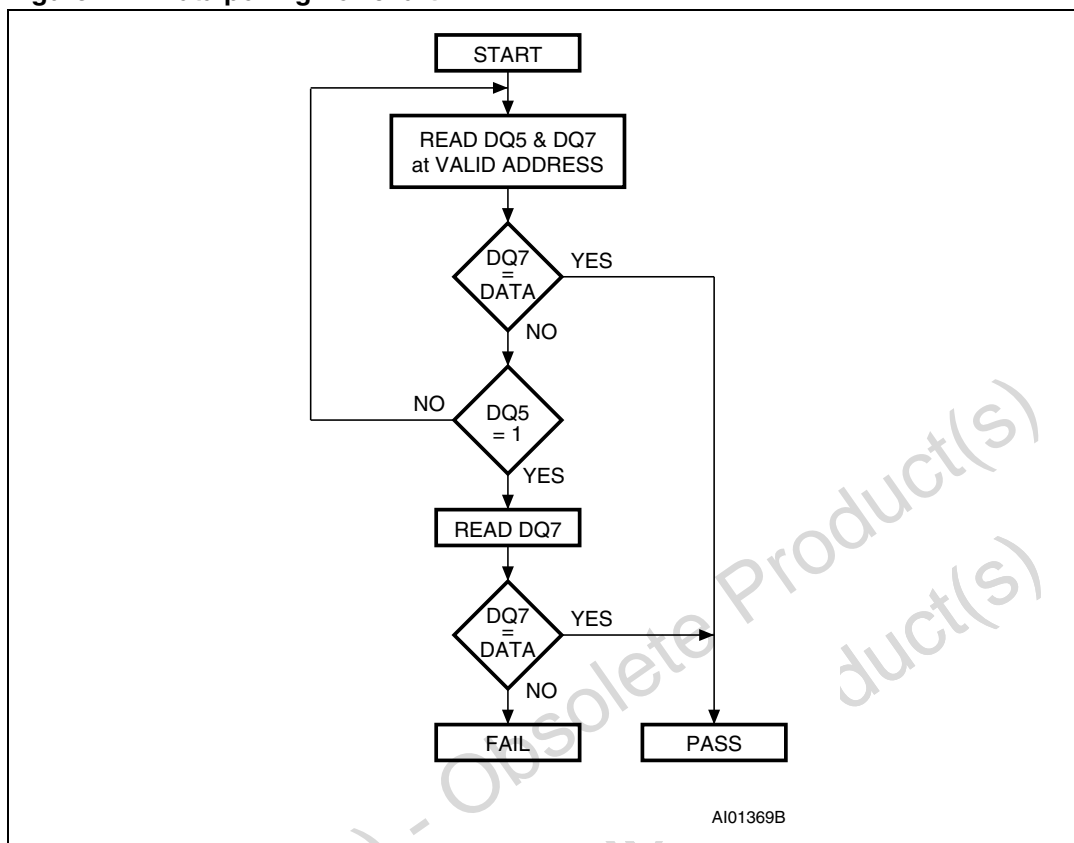 START
READ DQ5 & DQ7
at VALID ADDRESS
DQ7
=
DATA
YES
NO
DQ5
= 1
NO
YES
READ DQ7
DQ7
=
DATA
YES
NO
FAIL
PASS
AI01369B
- Obsolete Product(s)
duct(s)